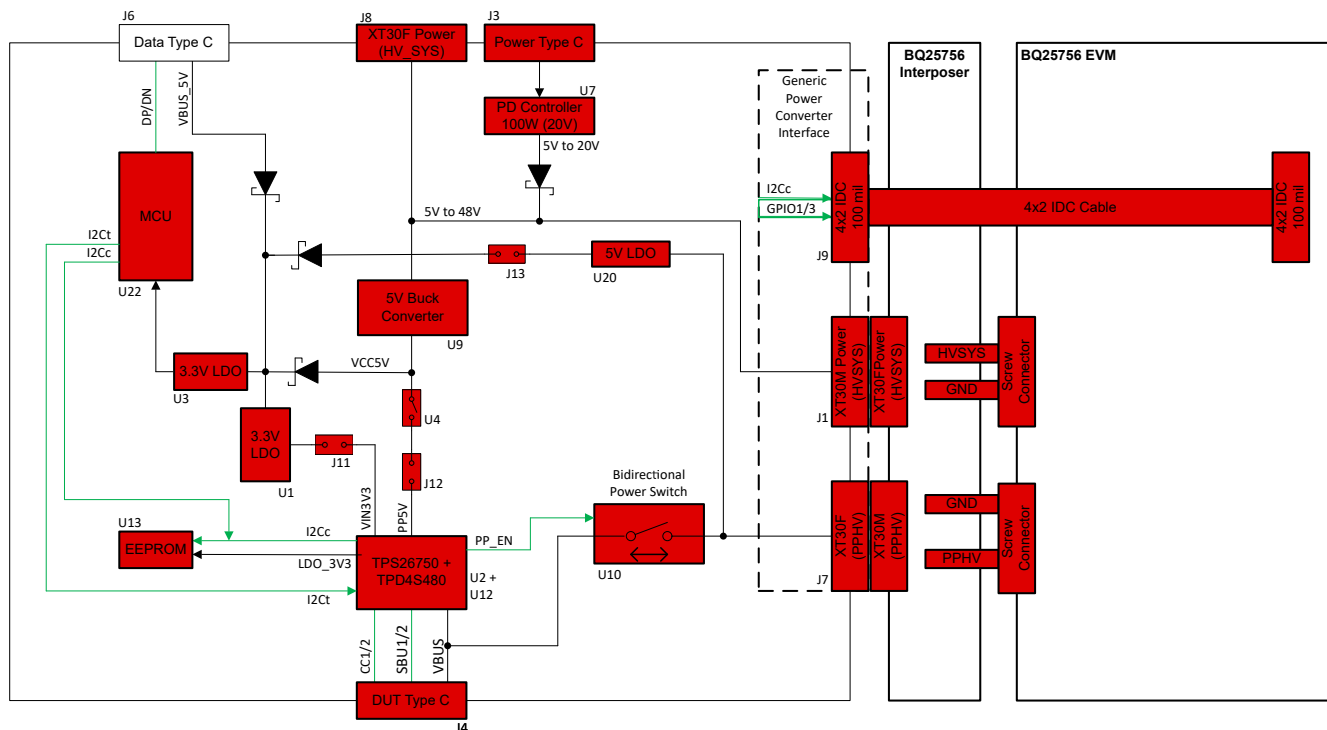 J6
Data Type C
J8
XT30F Power
(HV_SYS)
J3
Power Type C
BQ25756
Interposer
BQ25756 EVM
DP/DN
VBUS_5V
U7
PD Controller
100W (20V)
5V to 20V
Generic
Power
Converter
Interface
MCU
U22
I2Ct
I2Cc
5V to 48V
I2Cc
GPIO1/3
4x2 IDC
100 mil
J9
4x2 IDC Cable
4x2 IDC
100 mil
J13
5V LDO
U20
5V Buck
Converter
U9
3.3V LDO
U3
VCC5V
U4
3.3V
LDO
U1
J11
J12
VIN3V3
PP5V
XT30M Power
(HVSYS)
J1
XT30FPower
(HVSYS)
HVSYS
GND
Screw
Connector
Bidirectional
Power Switch
U10
U13
EEPROM
I2Cc
LDO_3V3
I2Ct
PP_EN
TPS26750 +
TPD4S480
U2 +
U12
XT30F
(PPHV)
J7
XT30M
(PPHV)
GND
PPHV
Screw
Connector
CC1/2
SBU1/2
VBUS
DUT Type C
J4